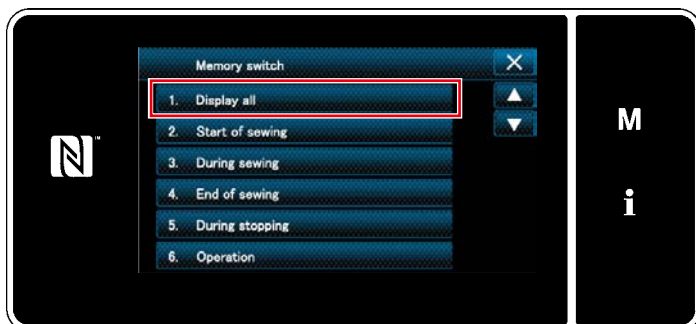 Memory switch
1. Display all
2. Start of sewing
3. During sewing
4. End of sewing
5. During stopping
6. Operation
M
i
N